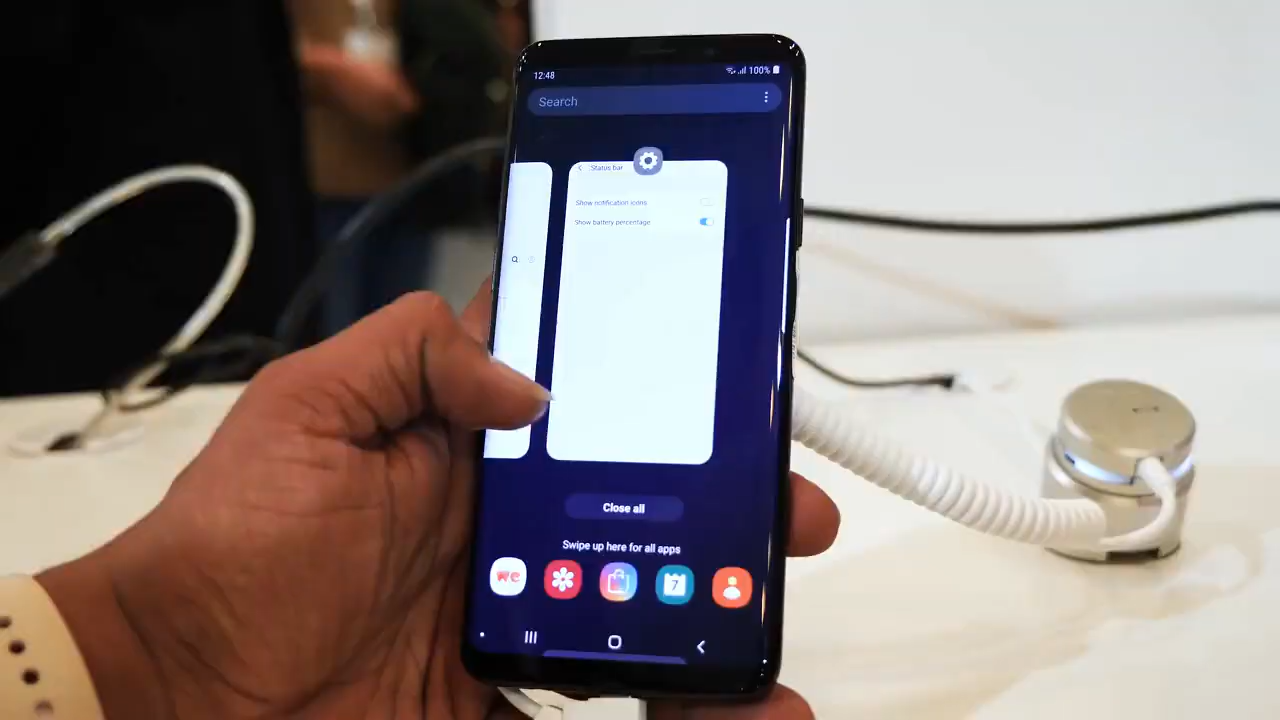 12:48
100%
Search
Status bar
Show notification icons
Show battery percentage
Close all
Swipe up here for all apps
we
7